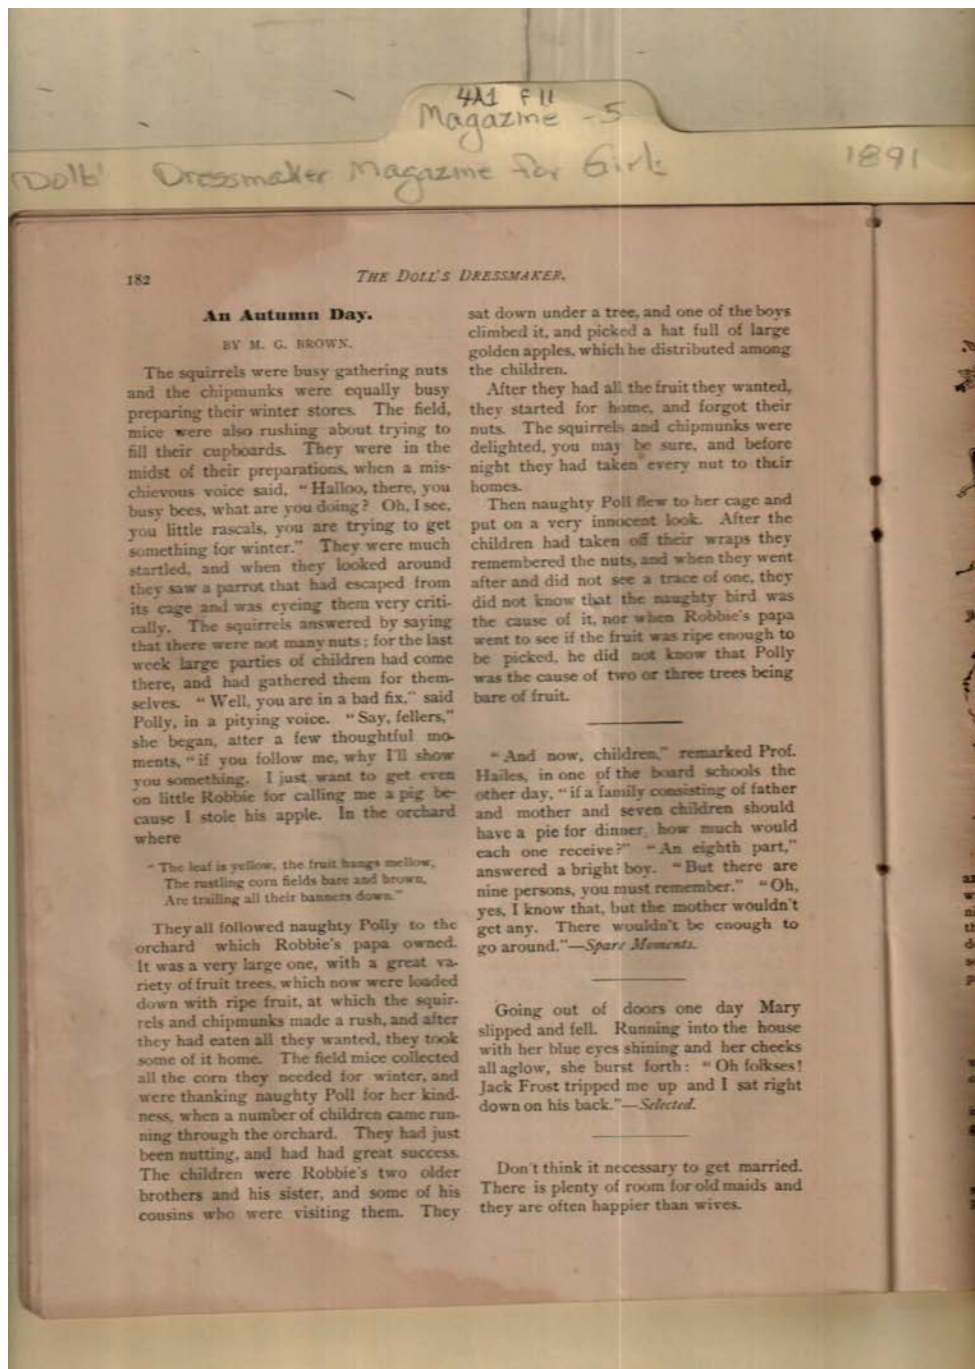 4A1 F 11
Magazine - 5
Dolls' Dressmaker Magazine for Girls 1891
182
THE DOLL'S DRESSMAKER.
An Autumn Day.
BY M. G. BROWN.
The squirrels were busy gathering nuts
and the chipmunks were equally busy
preparing their winter stores. The field,
mice were also rushing about trying to
fill their cupboards. They were in the
midst of their preparations, when a mis-
chievous voice said, "Halloo, there, you
busy bees, what are you doing? Oh, I see,
you little rascals, you are trying to get
something for winter." They were much
startled, and when they looked around
they saw a parrot that had escaped from
its cage and was eyeing them very criti-
cally. The squirrels answered by saying
that there were not many nuts; for the last
week large parties of children had come
there, and had gathered them for them-
selves. "Well, you are in a bad fix," said
Polly, in a pitying voice. "Say, fellers,"
she began, after a few thoughtful mo-
ments, "if you follow me, why I'll show
you something. I just want to get even
on little Robbie for calling me a pig be-
cause I stole his apple. In the orchard
where
"The leaf is yellow, the fruit hangs mellow,
The rustling corn fields bare and brown,
Are trailing all their banners down."
They all followed naughty Polly to the
orchard which Robbie's papa owned.
It was a very large one, with a great va-
riety of fruit trees, which now were loaded
down with ripe fruit, at which the squir-
rels and chipmunks made a rush, and after
they had eaten all they wanted, they took
some of it home. The field mice collected
all the corn they needed for winter, and
were thanking naughty Poll for her kind-
ness, when a number of children came run-
ning through the orchard. They had just
been nutting, and had had great success.
The children were Robbie's two older
brothers and his sister, and some of his
cousins who were visiting them. They
sat down under a tree, and one of the boys
climbed it, and picked a hat full of large
golden apples, which he distributed among
the children.
After they had all the fruit they wanted,
they started for home, and forgot their
nuts. The squirrels and chipmunks were
delighted, you may be sure, and before
night they had taken every nut to their
homes.
Then naughty Poll flew to her cage and
put on a very innocent look. After the
children had taken off their wraps they
remembered the nuts, and when they went
after and did not see a trace of one, they
did not know that the naughty bird was
the cause of it, nor when Robbie's papa
went to see if the fruit was ripe enough to
be picked, he did not know that Polly
was the cause of two or three trees being
bare of fruit.
"And now, children," remarked Prof.
Hailes, in one of the board schools the
other day, "if a family consisting of father
and mother and seven children should
have a pie for dinner, how much would
each one receive?" "An eighth part,"
answered a bright boy. "But there are
nine persons, you must remember." "Oh,
yes, I know that, but the mother wouldn't
get any. There wouldn't be enough to
go around."—Spare Moments.
Going out of doors one day Mary
slipped and fell. Running into the house
with her blue eyes shining and her cheeks
all aglow, she burst forth: "Oh folkses!
Jack Frost tripped me up and I sat right
down on his back."—Selected.
Don't think it necessary to get married.
There is plenty of room for old maids and
they are often happier than wives.